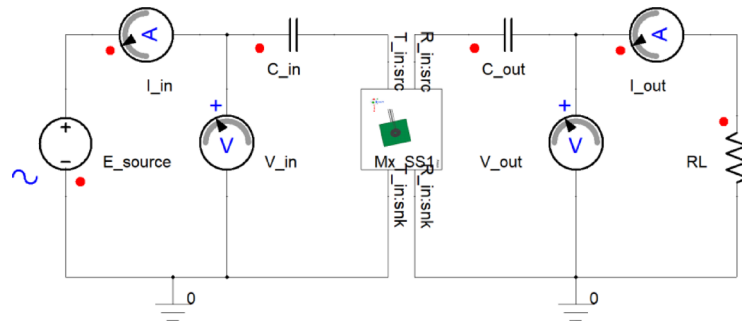 A
T_in:src
R_in:src
A
I_in
C_in
C_out
I_out
+
+
E_source
V
V_in
Mx_SS1
V_out
V
RL
T_in:snk
R_in:snk
0
0